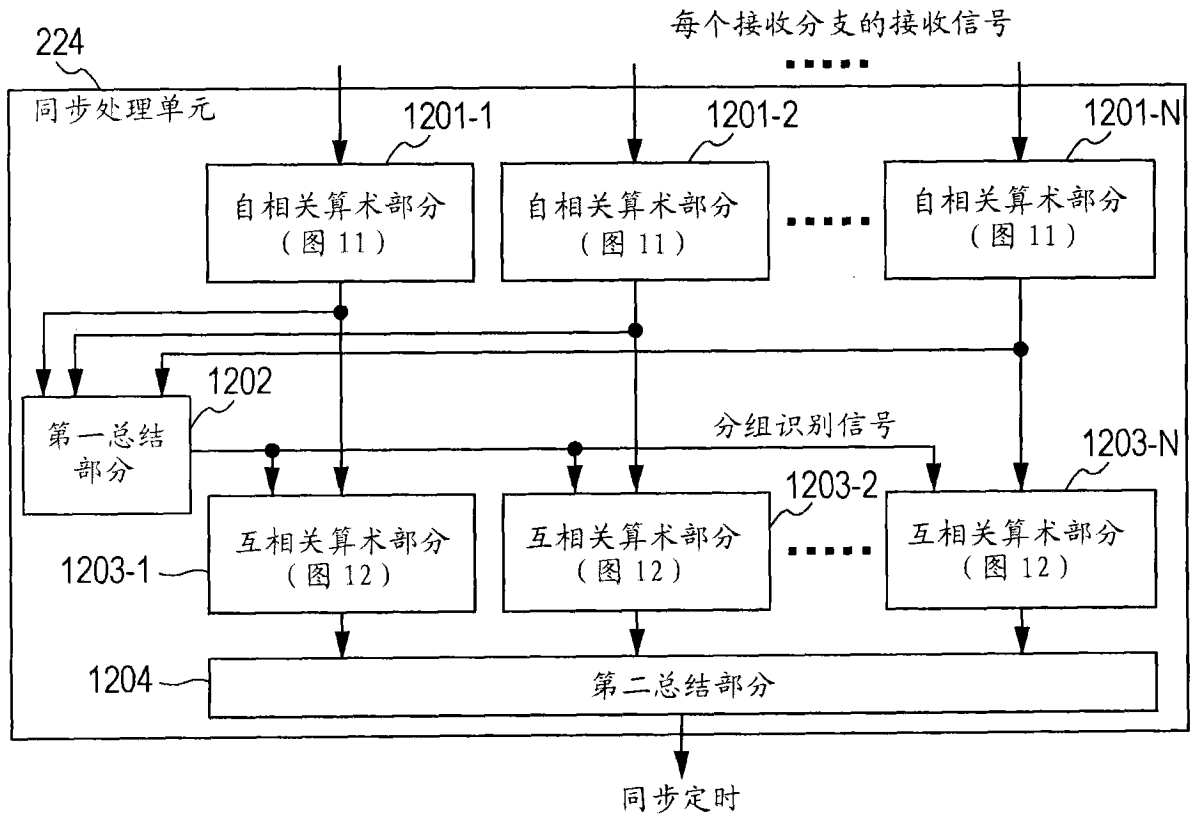 每个接收分支的接收信号
224
同步处理单元
1201-1
1201-2
1201-N
自相关算术部分
(图 11)
自相关算术部分
(图 11)
自相关算术部分
(图 11)
1202
第一总结
部分
分组识别信号
1203-1
互相关算术部分
(图 12)
1203-2
互相关算术部分
(图 12)
1203-N
互相关算术部分
(图 12)
1204
第二总结部分
同步定时